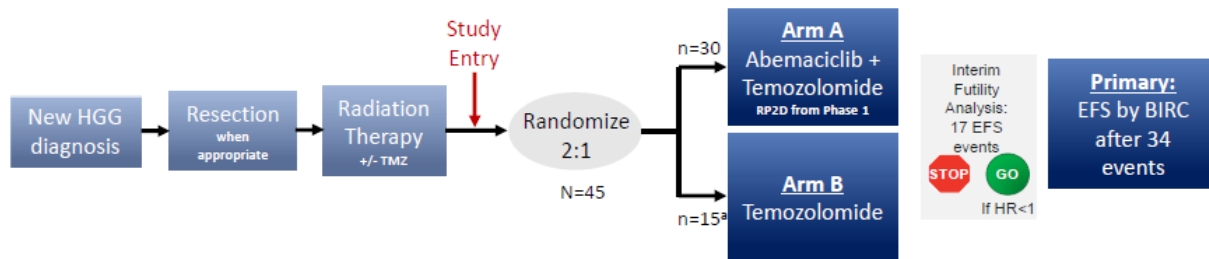 New HGG
diagnosis
Resection
when
appropriate
Radiation
Therapy
+/- TMZ
Study
Entry
Randomize
2:1
N=45
n=30
Arm A
Abemaciclib +
Temozolomide
RP2D from Phase 1
n=15ª
Arm B
Temozolomide
Interim
Futility
Analysis:
17 EFS
events
STOP
GO
If HR<1
Primary:
EFS by BIRC
after 34
events